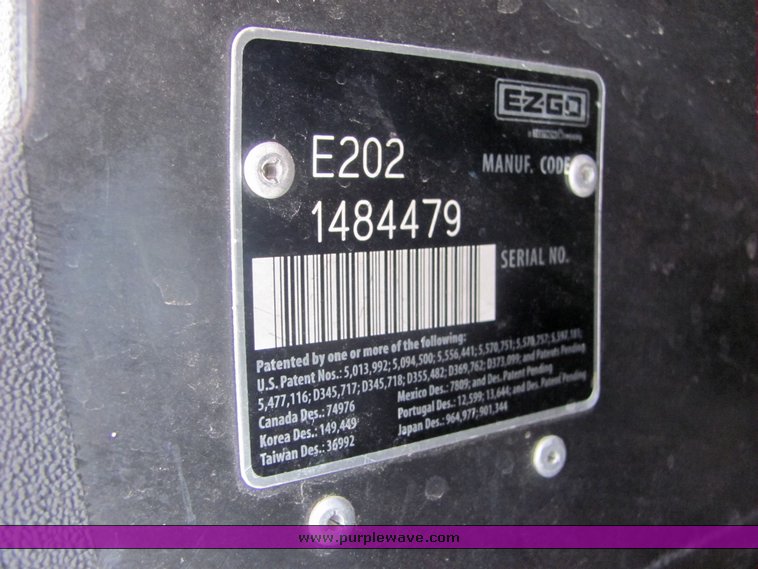 EZGO
E202 MANUF. CODE
1484479
SERIAL NO.
Patented by one or more of the following:
U.S. Patent Nos.: 5,013,992; 5,094,500; 5,556,441; 5,570,751; 5,578,757; 5,597,181;
5,477,116; D345,717; D345,718; D355,482; D369,762; D373,099; and Patents Pending
Canada Des.: 74976 Mexico Des.: 7809; and Des. Patent Pending
Korea Des.: 149,449 Portugal Des.: 12,599; 13,644; and Des. Patent Pending
Taiwan Des.: 36992 Japan Des.: 964,977; 901,344
www.purplewave.com